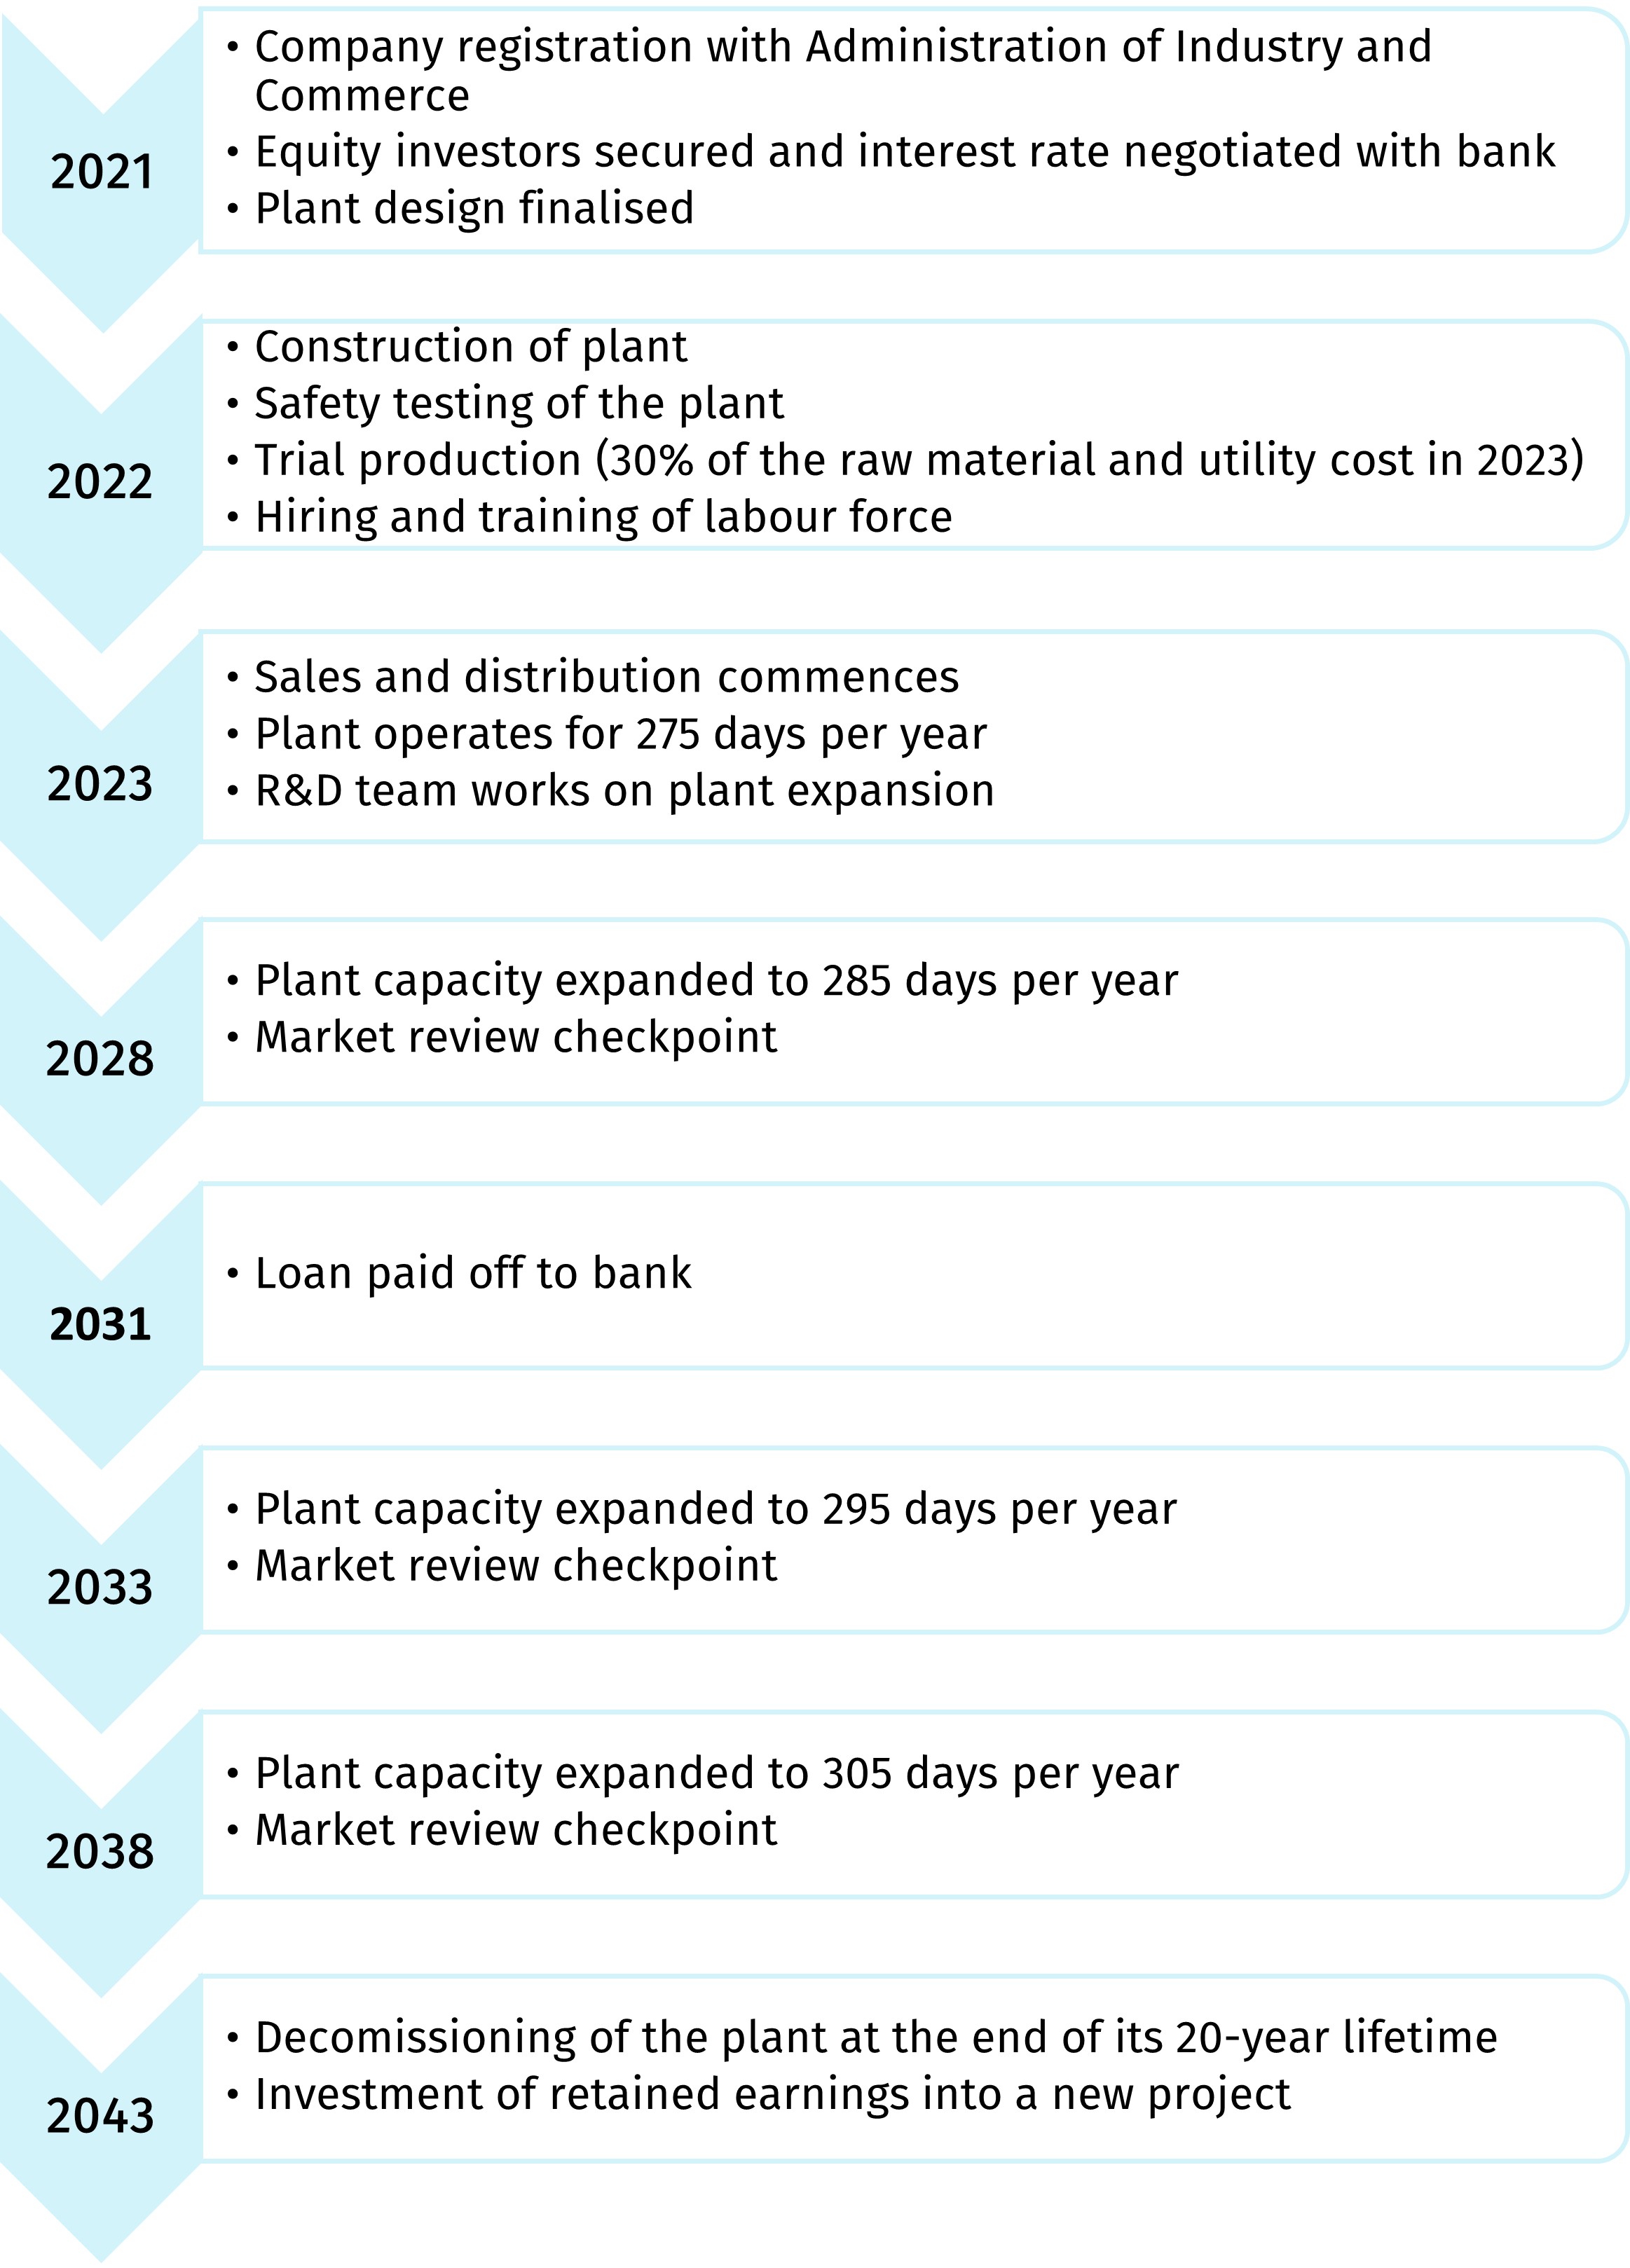 2021
• Company registration with Administration of Industry and
Commerce
• Equity investors secured and interest rate negotiated with bank
• Plant design finalised
2022
• Construction of plant
• Safety testing of the plant
• Trial production (30% of the raw material and utility cost in 2023)
• Hiring and training of labour force
2023
• Sales and distribution commences
• Plant operates for 275 days per year
• R&D team works on plant expansion
2028
• Plant capacity expanded to 285 days per year
• Market review checkpoint
2031
• Loan paid off to bank
2033
• Plant capacity expanded to 295 days per year
• Market review checkpoint
2038
• Plant capacity expanded to 305 days per year
• Market review checkpoint
2043
• Decomissioning of the plant at the end of its 20-year lifetime
• Investment of retained earnings into a new project